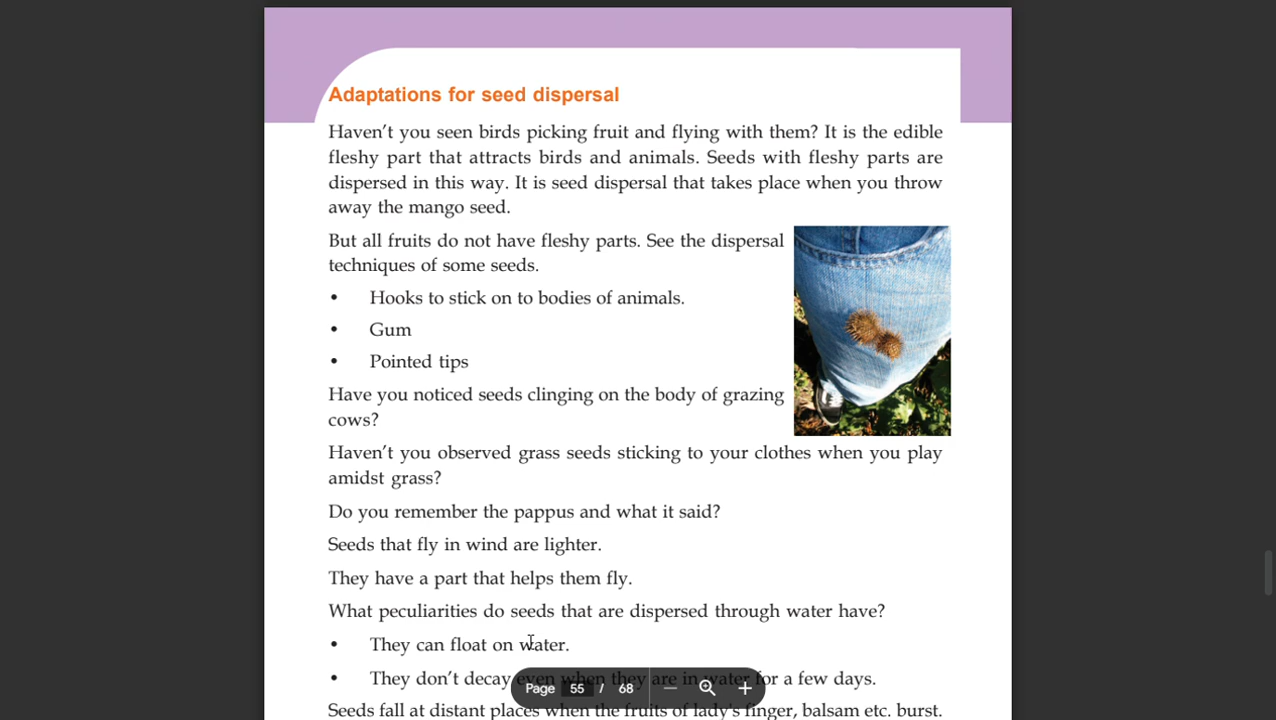 Adaptations for seed dispersal
Haven't you seen birds picking fruit and flying with them? It is the edible
fleshy part that attracts birds and animals. Seeds with fleshy parts are
dispersed in this way. It is seed dispersal that takes place when you throw
away the mango seed.
But all fruits do not have fleshy parts. See the dispersal
techniques of some seeds.
• Hooks to stick on to bodies of animals.
• Gum
• Pointed tips
Have you noticed seeds clinging on the body of grazing
cows?
Haven't you observed grass seeds sticking to your clothes when you play
amidst grass?
Do you remember the pappus and what it said?
Seeds that fly in wind are lighter.
They have a part that helps them fly.
What peculiarities do seeds that are dispersed through water have?
• They can float on water.
• They don't decay even when they are in water for a few days.
Page 55 / 68
Seeds fall at distant places when the fruits of lady's finger, balsam etc. burst.